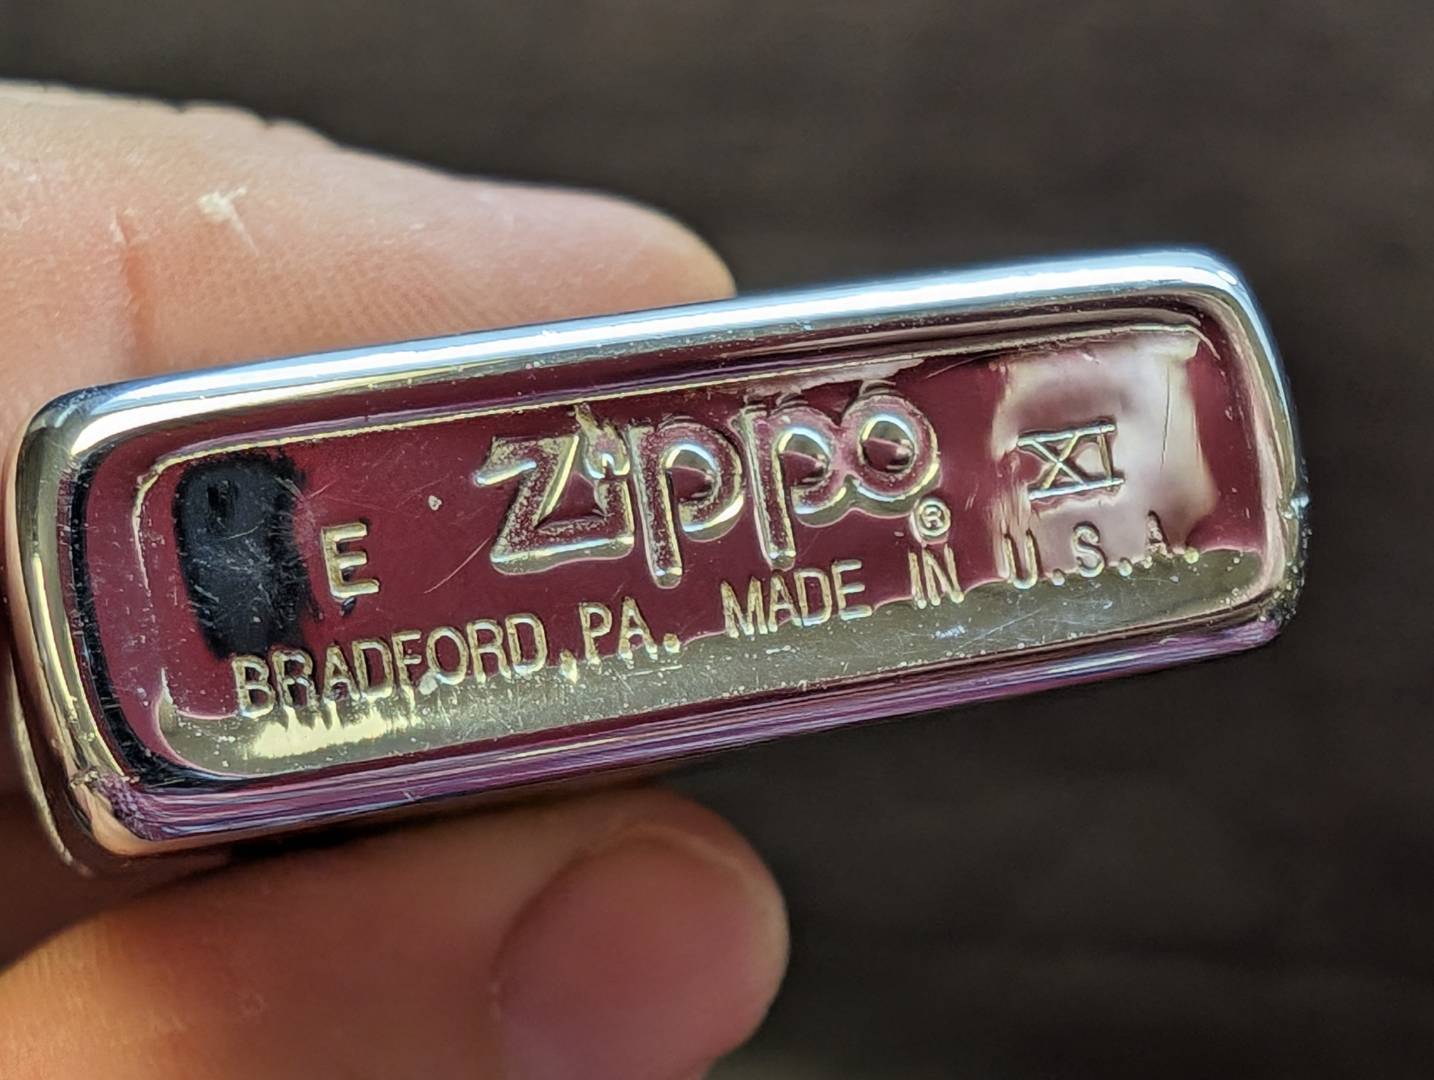 E Zippo® XI
BRADFORD, PA. MADE IN U.S.A.